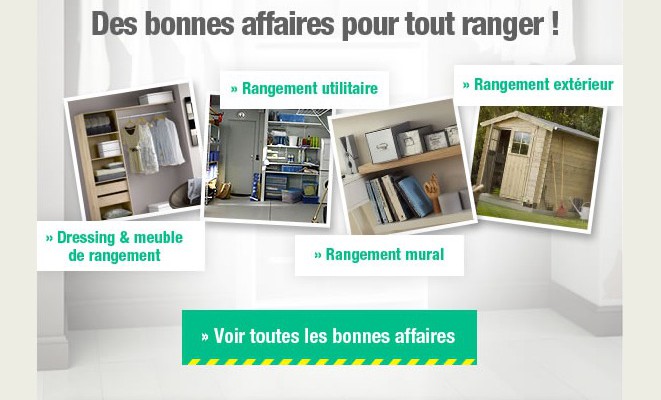 Des bonnes affaires pour tout ranger !
» Rangement utilitaire
» Rangement extérieur
» Dressing & meuble
de rangement
» Rangement mural
» Voir toutes les bonnes affaires